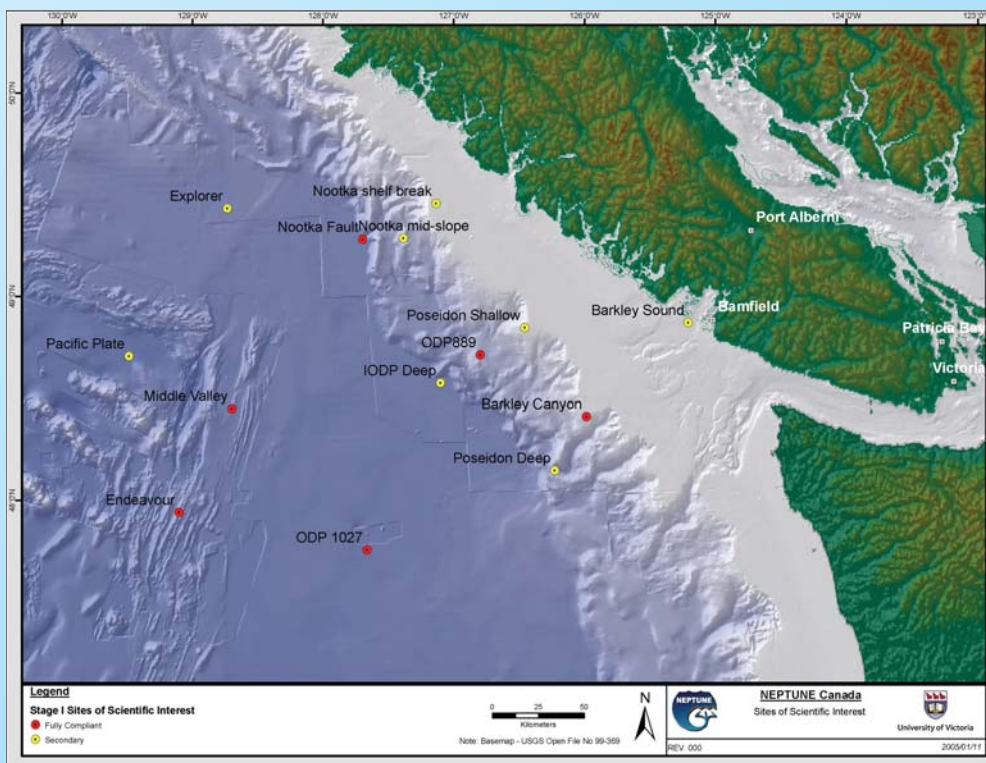 130°0'W 129°0'W 128°0'W 127°0'W 126°0'W 125°0'W 124°0'W 123°0'W
50°0'N
Nootka shelf break
Explorer
Nootka Fault
Nootka mid-slope
Port Alberni
49°0'N
Poseidon Shallow
Barkley Sound
Bamfield
Pacific Plate
ODP889
Patricia Bay
IODP Deep
Victoria
Middle Valley
Barkley Canyon
Poseidon Deep
48°0'N
Endeavour
ODP 1027
Legend
Stage I Sites of Scientific Interest
Fully Compliant
Secondary
0 25 50
Kilometers
Note: Basemap - USGS Open File No 99-369
N
NEPTUNE
Canada
NEPTUNE Canada
Sites of Scientific Interest
University of Victoria
REV. 000
2005/01/11